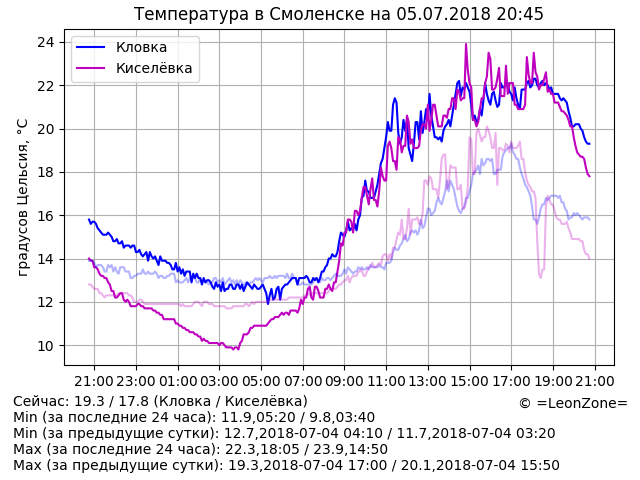 Температура в Смоленске на 05.07.2018 20:45
Кловка
Киселёвка
градусов Цельсия, °C
24
22
20
18
16
14
12
10
21:00 23:00 01:00 03:00 05:00 07:00 09:00 11:00 13:00 15:00 17:00 19:00 21:00
Сейчас: 19.3 / 17.8 (Кловка / Киселёвка)
© =LeonZone=
Min (за последние 24 часа): 11.9,05:20 / 9.8,03:40
Min (за предыдущие сутки): 12.7,2018-07-04 04:10 / 11.7,2018-07-04 03:20
Max (за последние 24 часа): 22.3,18:05 / 23.9,14:50
Max (за предыдущие сутки): 19.3,2018-07-04 17:00 / 20.1,2018-07-04 15:50